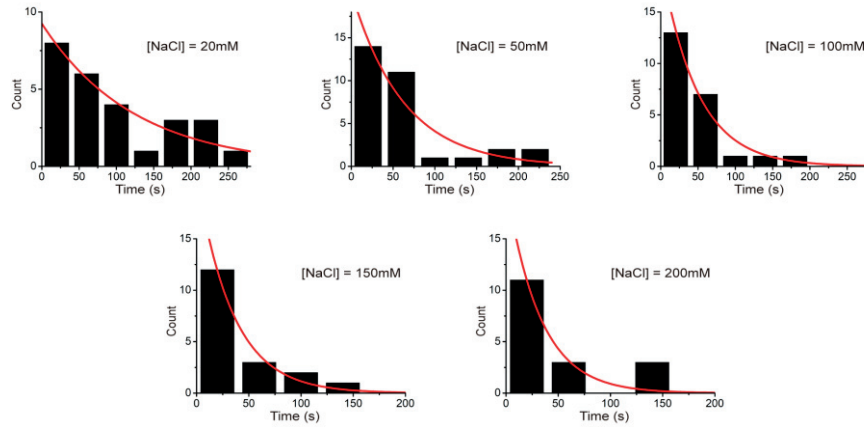 [NaCl] = 20mM
Count
10
5
0
0 50 100 150 200 250
Time (s)
[NaCl] = 50mM
Count
15
10
5
0
0 50 100 150 200 250
Time (s)
[NaCl] = 100mM
Count
15
10
5
0
0 50 100 150 200 250
Time (s)
[NaCl] = 150mM
Count
15
10
5
0
0 50 100 150 200
Time (s)
[NaCl] = 200mM
Count
15
10
5
0
0 50 100 150 200
Time (s)